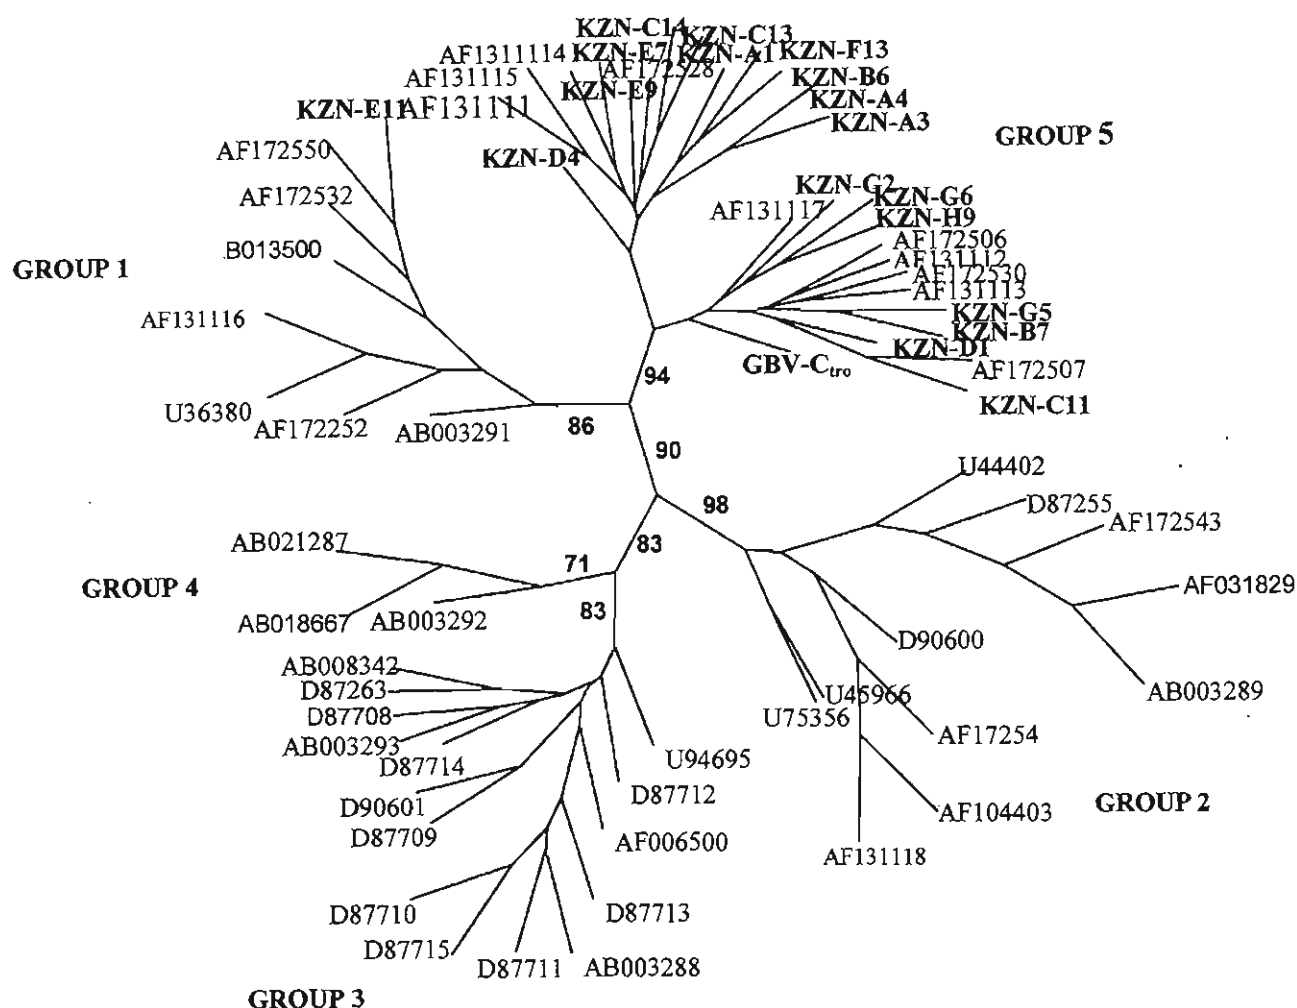 KZN-C14
KZN-C13
AF1311114
KZN-E7
KZN-A1
KZN-F13
AF131115
AF172528
KZN-B6
KZN-E9
KZN-A4
KZN-E11
AF131111
KZN-A3
GROUP 5
AF172550
KZN-D4
AF172532
KZN-G2
KZN-G6
AF131117
KZN-H9
B013500
AF172506
AF131112
GROUP 1
AF172530
AF131113
AF131116
KZN-G5
KZN-B7
KZN-D1
GBV-Ctro
AF172507
94
U36380
KZN-C11
AF172252
AB003291
86
90
U44402
98
D87255
AF172543
AB021287
83
71
GROUP 4
AF031829
AB018667
AB003292
83
D90600
AB008342
D87263
U45966
AB003289
D87708
U75356
AB003293
AF17254
D87714
U94695
D87712
D90601
GROUP 2
D87709
AF104403
AF006500
AF131118
D87710
D87713
D87715
D87711
AB003288
GROUP 3